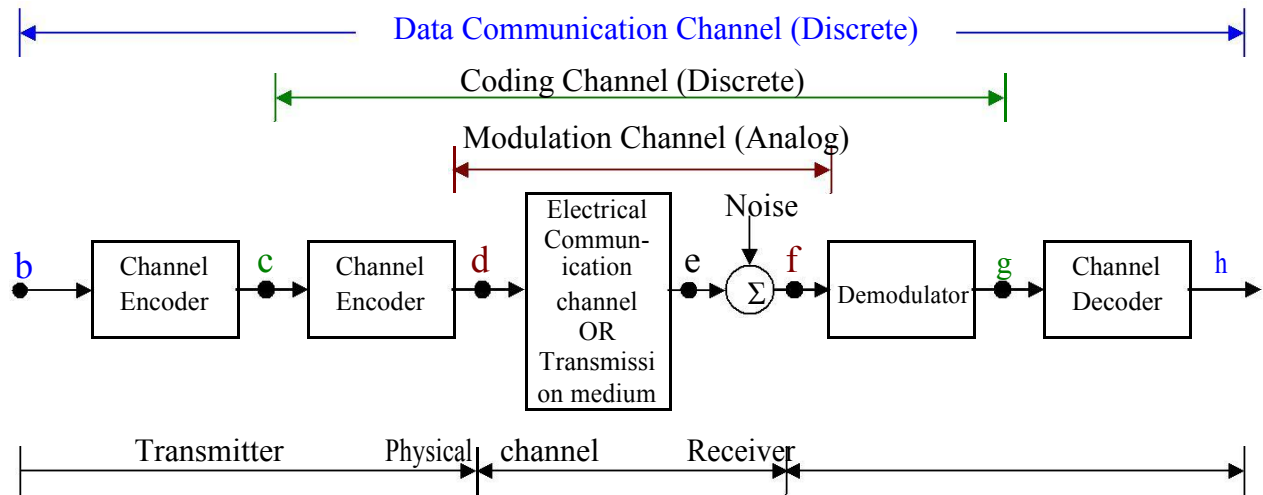 Data Communication Channel (Discrete)
Coding Channel (Discrete)
Modulation Channel (Analog)
Noise
b
Channel
Encoder
c
Channel
Encoder
d
Electrical
Commun-
ication
channel
OR
Transmissi
on medium
e
Σ
f
Demodulator
g
Channel
Decoder
h
Transmitter
Physical channel
Receiver